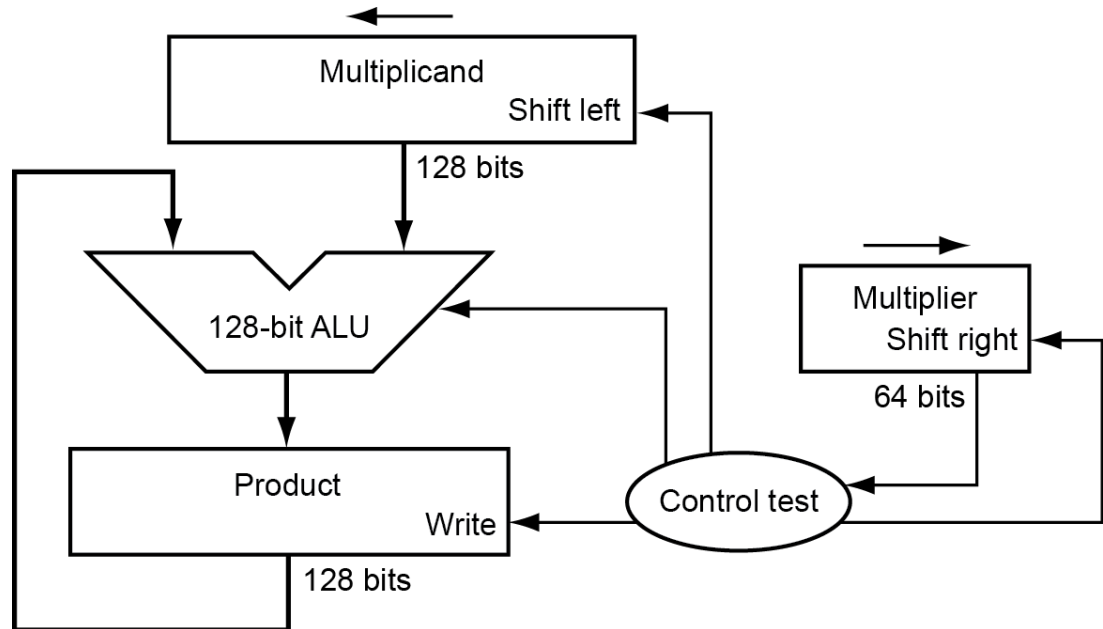 Multiplicand
Shift left
128 bits
128-bit ALU
Multiplier
Shift right
64 bits
Product
Write
Control test
128 bits